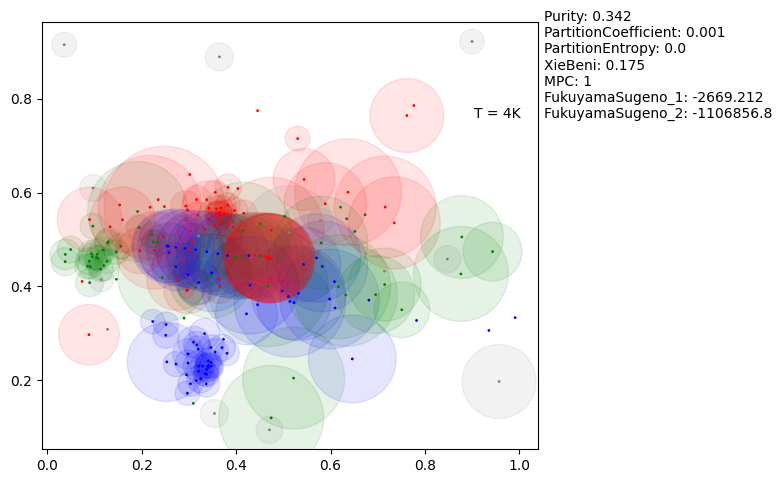 Purity: 0.342
PartitionCoefficient: 0.001
PartitionEntropy: 0.0
XieBeni: 0.175
MPC: 1
FukuyamaSugeno_1: -2669.212
FukuyamaSugeno_2: -1106856.8
T = 4K
0.8
0.6
0.4
0.2
0.0 0.2 0.4 0.6 0.8 1.0